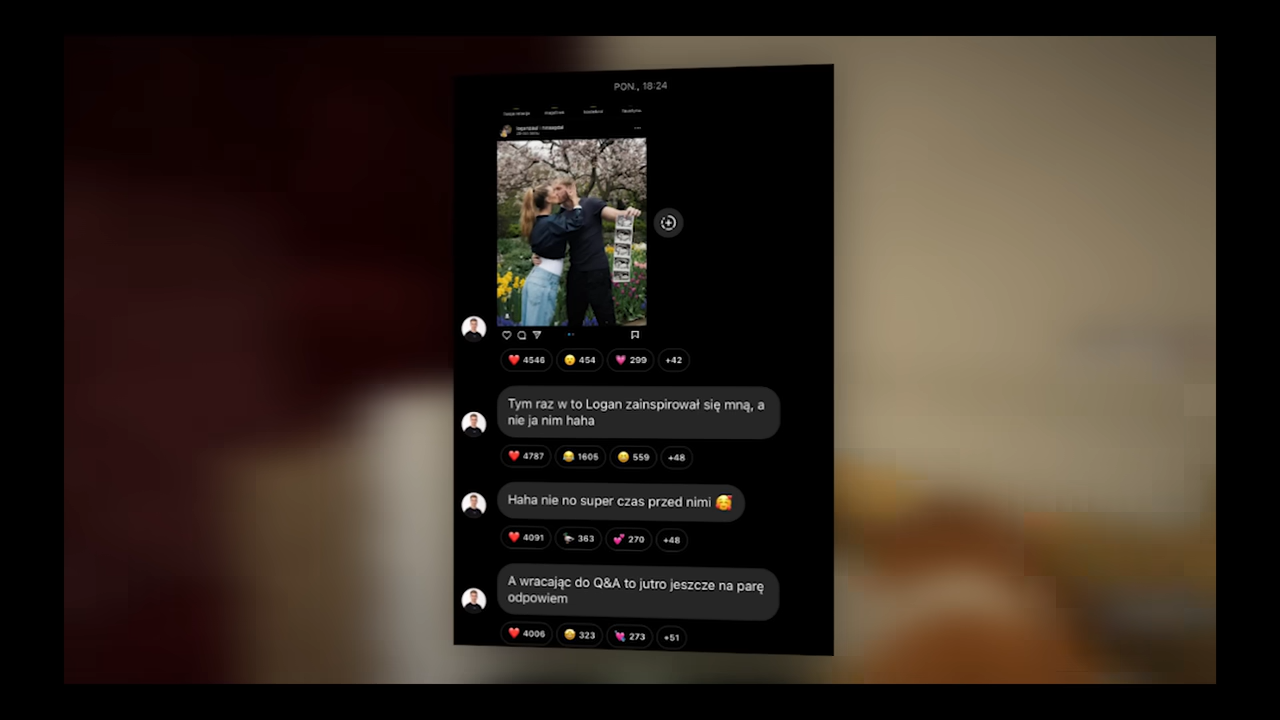 PON., 18:24
❤️ 4546 😮 454 💗 299 +42
Tym raz w to Logan zainspirował się mną, a
nie ja nim haha
❤️ 4787 😂 1605 😀 559 +48
Haha nie no super czas przed nimi 🥰
❤️ 4091 🦆 363 💕 270 +48
A wracając do Q&A to jutro jeszcze na parę
odpowiem
❤️ 4006 🤩 323 💘 273 +51